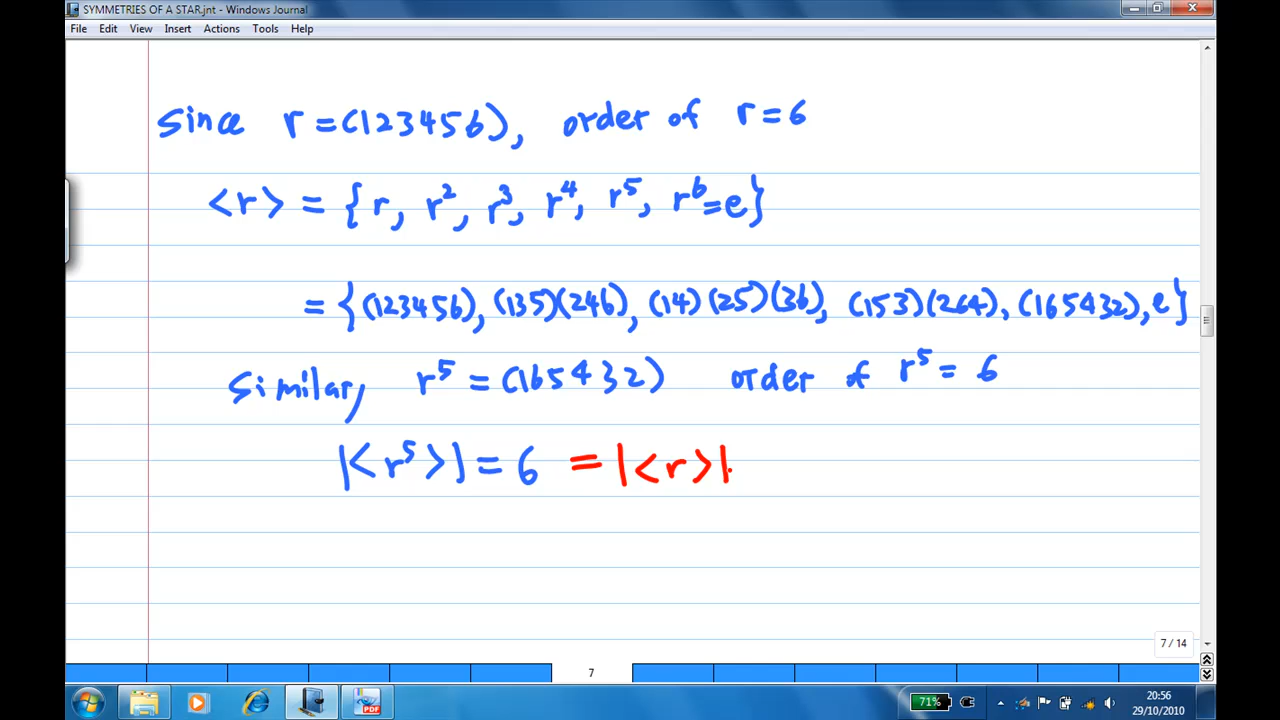 SYMMETRIES OF A STAR.jnt - Windows Journal
File Edit View Insert Actions Tools Help
Since r = (123456), order of r = 6
<r> = {r, r², r³, r⁴, r⁵, r⁶=e}
= {(123456), (135)(246), (14)(25)(36), (153)(264), (165432), e}
Similar, r⁵ = (165432) order of r⁵ = 6
|<r⁵>| = 6 = |<r>|
7 / 14
7
71%
20:56
29/10/2010
PDF